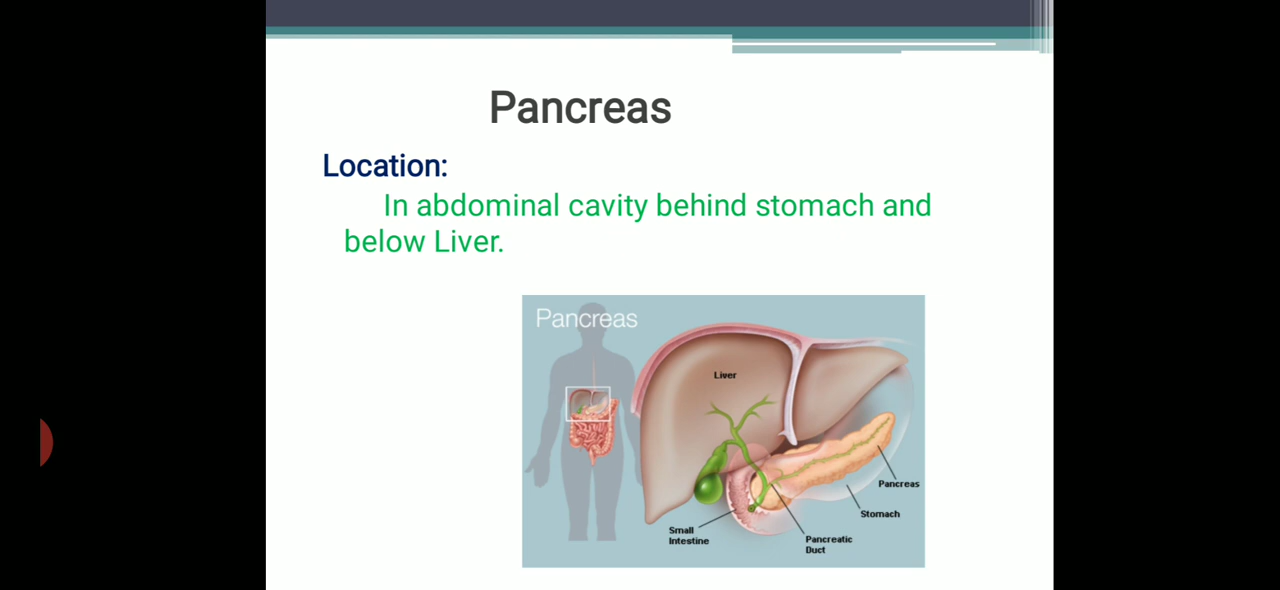 Pancreas
Location:
In abdominal cavity behind stomach and
below Liver.
Pancreas
Liver
Pancreas
Stomach
Small
Intestine
Pancreatic
Duct